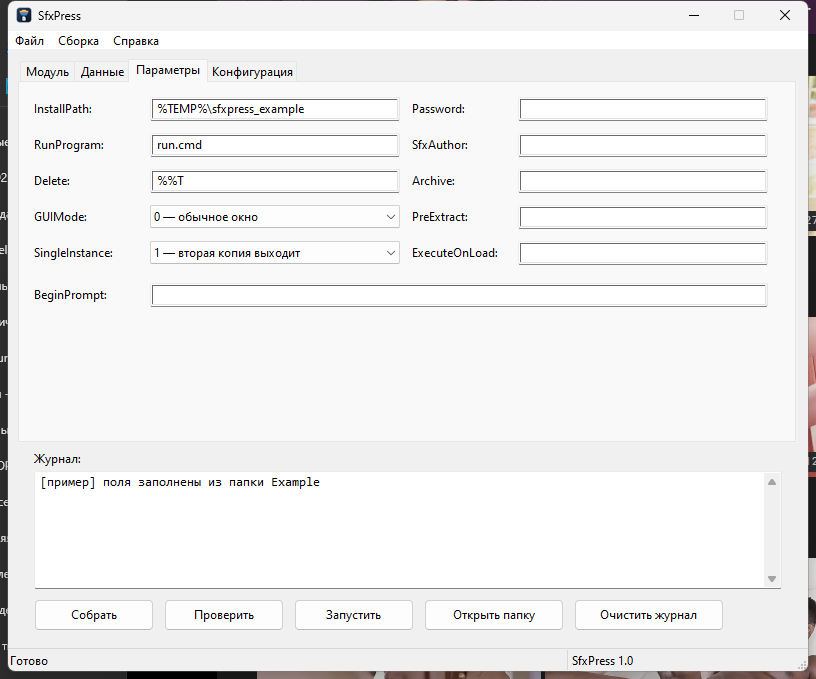 SfxPress
Файл Сборка Справка
Модуль Данные Параметры Конфигурация
InstallPath: %TEMP%\sfxpress_example Password:
RunProgram: run.cmd SfxAuthor:
Delete: %%T Archive:
GUIMode: 0 — обычное окно PreExtract:
SingleInstance: 1 — вторая копия выходит ExecuteOnLoad:
BeginPrompt:
Журнал:
[пример] поля заполнены из папки Example
Собрать Проверить Запустить Открыть папку Очистить журнал
Готово SfxPress 1.0